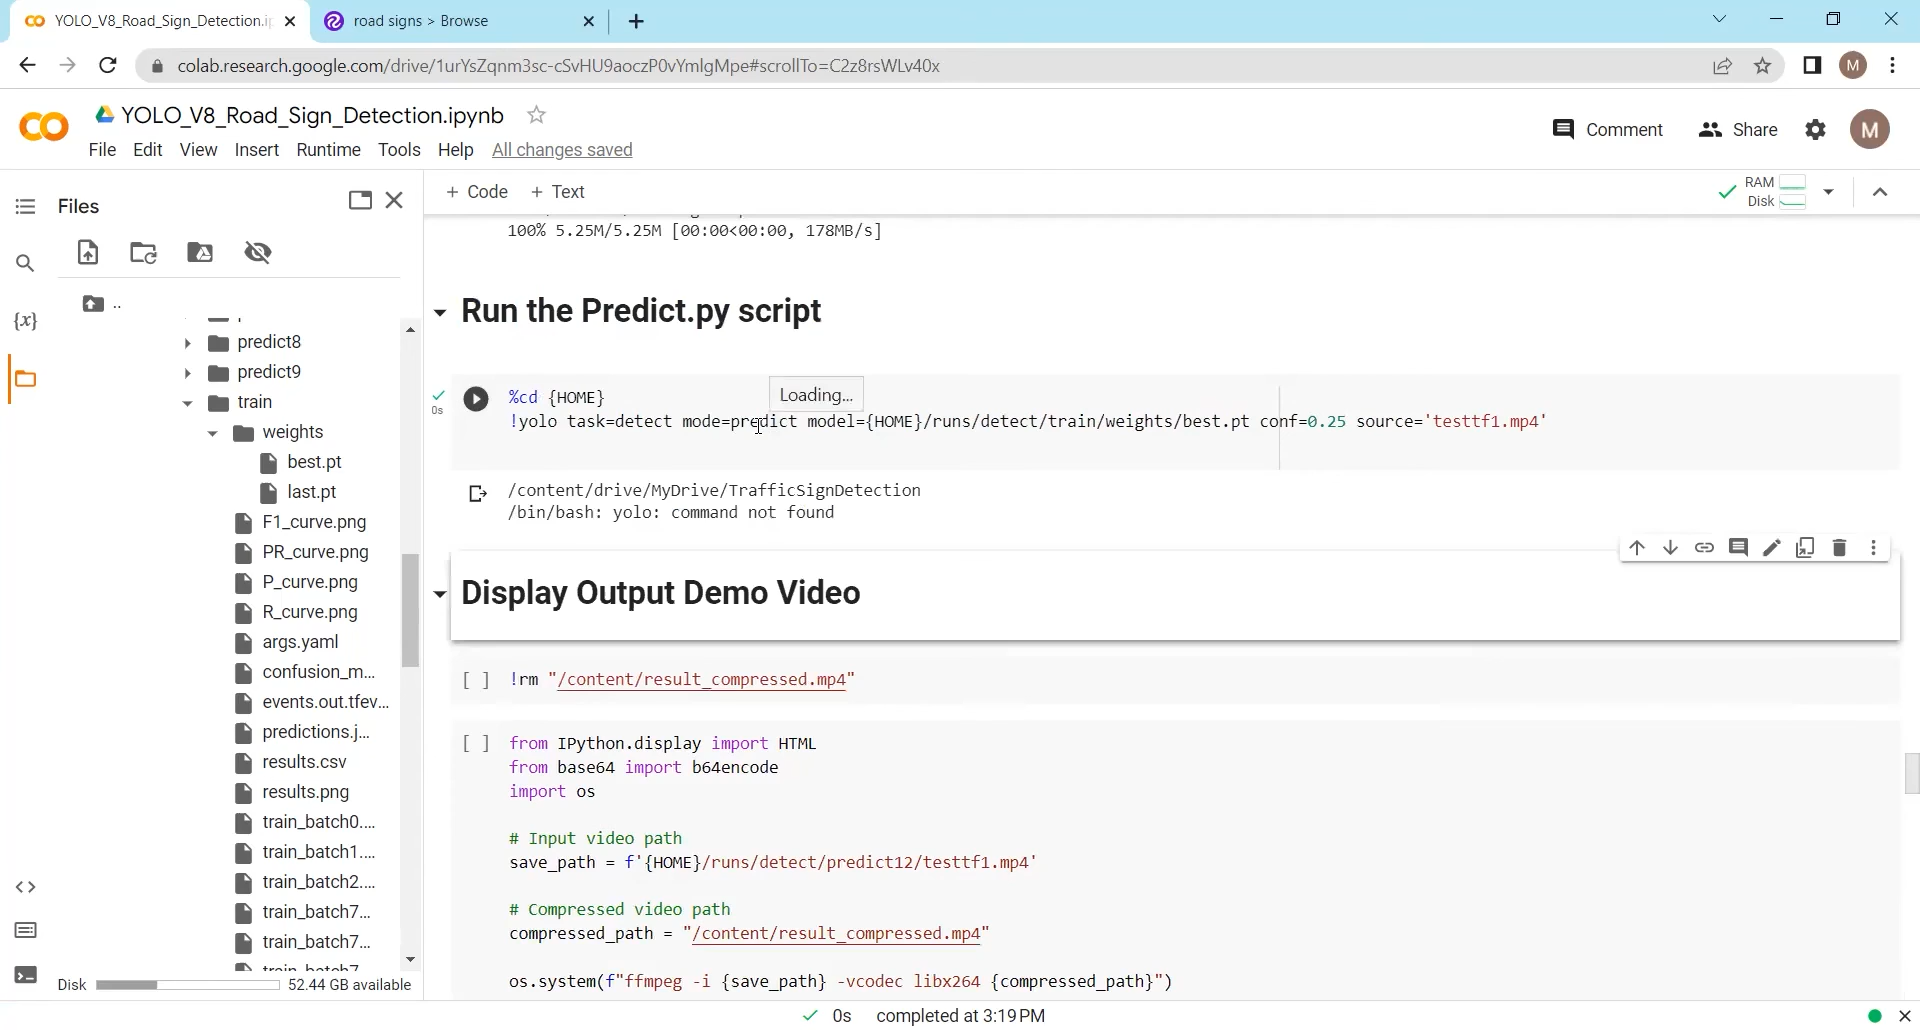 YOLO_V8_Road_Sign_Detection.ip
road signs > Browse
colab.research.google.com/drive/1urYsZqnm3sc-cSvHU9aoczP0vYmlgMpe#scrollTo=C2z8rsWLv40x
M
YOLO_V8_Road_Sign_Detection.ipynb
File Edit View Insert Runtime Tools Help All changes saved
Comment Share M
Files
+ Code + Text
RAM
Disk
100% 5.25M/5.25M [00:00<00:00, 178MB/s]
..
{x}
Run the Predict.py script
predict8
predict9
train
weights
best.pt
last.pt
F1_curve.png
PR_curve.png
P_curve.png
R_curve.png
args.yaml
confusion_m...
events.out.tfev...
predictions.j...
results.csv
results.png
train_batch0....
train_batch1....
train_batch2....
train_batch7...
train_batch7...
Disk 52.44 GB available
0s
%cd {HOME}
Loading...
!yolo task=detect mode=predict model={HOME}/runs/detect/train/weights/best.pt conf=0.25 source='testtf1.mp4'
/content/drive/MyDrive/TrafficSignDetection
/bin/bash: yolo: command not found
Display Output Demo Video
[ ] !rm "/content/result_compressed.mp4"
[ ] from IPython.display import HTML
from base64 import b64encode
import os
# Input video path
save_path = f'{HOME}/runs/detect/predict12/testtf1.mp4'
# Compressed video path
compressed_path = "/content/result_compressed.mp4"
os.system(f"ffmpeg -i {save_path} -vcodec libx264 {compressed_path}")
0s completed at 3:19 PM